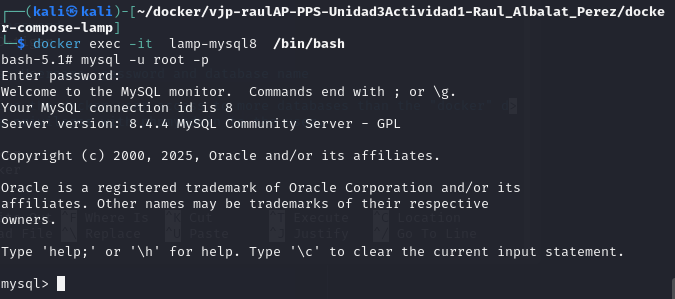 ┌──(kali㉿kali)-[~/docker/vjp-raulAP-PPS-Unidad3Actividad1-Raul_Albalat_Perez/docke
r-compose-lamp]
└─$ docker exec -it  lamp-mysql8  /bin/bash
bash-5.1# mysql -u root -p
Enter password:
Welcome to the MySQL monitor.  Commands end with ; or \g.
Your MySQL connection id is 8
Server version: 8.4.4 MySQL Community Server - GPL

Copyright (c) 2000, 2025, Oracle and/or its affiliates.

Oracle is a registered trademark of Oracle Corporation and/or its
affiliates. Other names may be trademarks of their respective
owners.

Type 'help;' or '\h' for help. Type '\c' to clear the current input statement.

mysql>